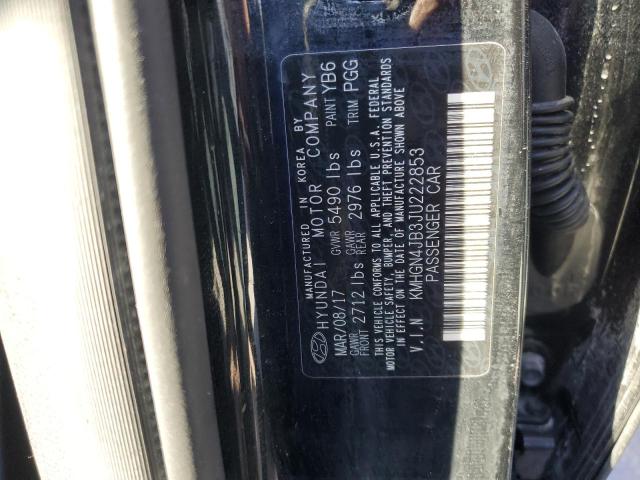 MANUFACTURED IN KOREA BY
HYUNDAI MOTOR COMPANY
MAR/08/17 GVWR 5490 lbs PAINT YB6
GAWR FRONT 2712 lbs GAWR REAR 2976 lbs TRIM PGG
THIS VEHICLE CONFORMS TO ALL APPLICABLE U.S.A. FEDERAL
MOTOR VEHICLE SAFETY, BUMPER, AND THEFT PREVENTION STANDARDS
IN EFFECT ON THE DATE OF MANUFACTURE SHOWN ABOVE
V.I.N KMHGN4JB3JU222853
PASSENGER CAR